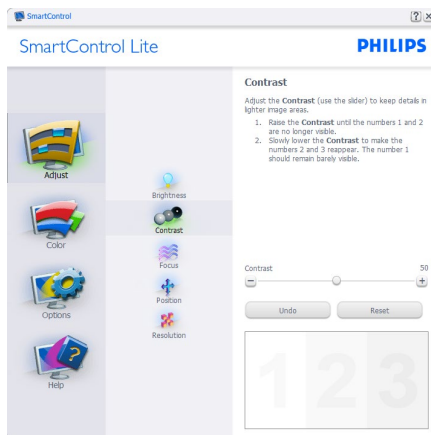 SmartControl
SmartControl Lite
PHILIPS
Adjust
Color
Options
Help
Brightness
Contrast
Focus
Position
Resolution
Contrast
Adjust the Contrast (use the slider) to keep details in
lighter image areas.
1. Raise the Contrast until the numbers 1 and 2
are no longer visible.
2. Slowly lower the Contrast to make the
numbers 2 and 3 reappear. The number 1
should remain barely visible.
Contrast 50
Undo Reset
1 2 3